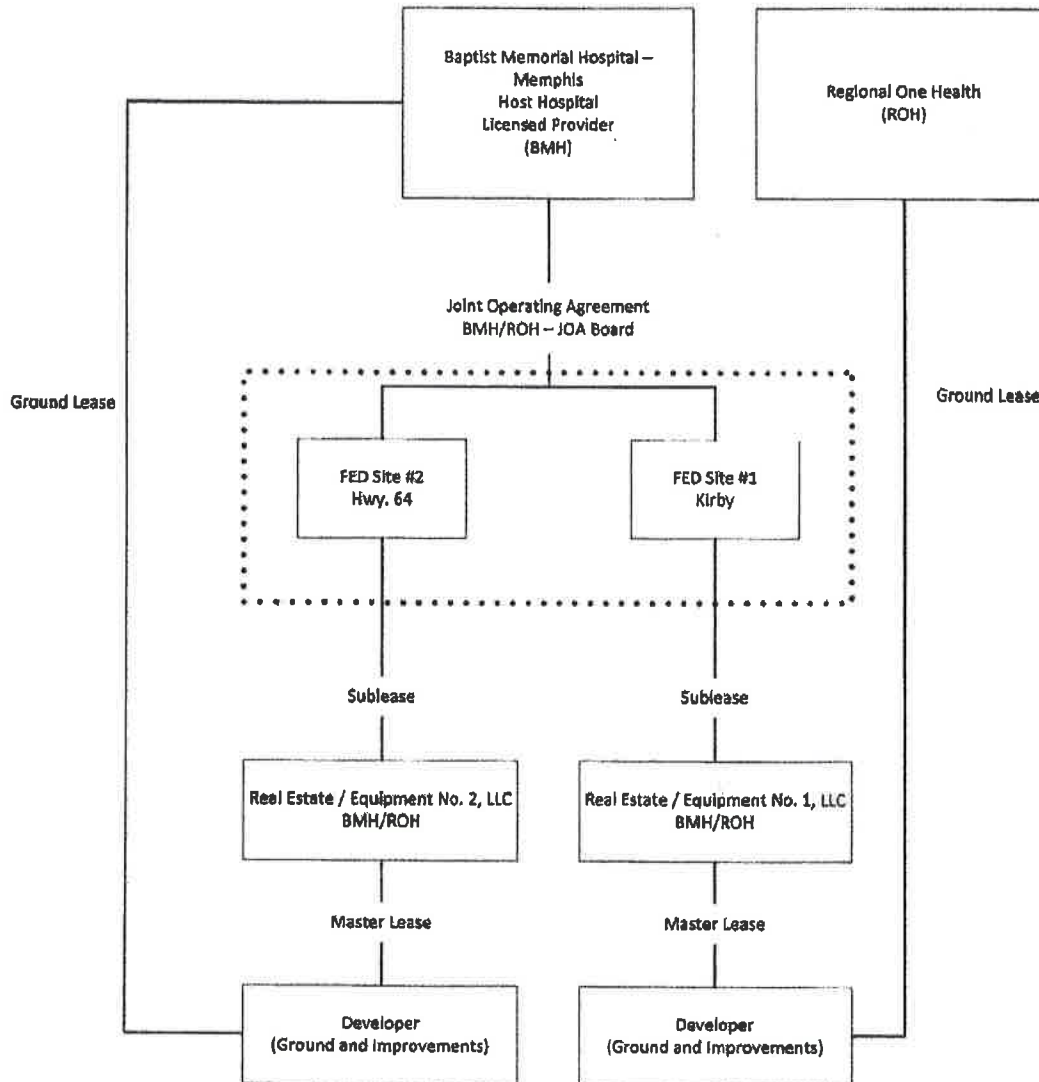 Baptist Memorial Hospital –
Memphis
Host Hospital
Licensed Provider
(BMH)
Regional One Health
(ROH)
Joint Operating Agreement
BMH/ROH – JOA Board
Ground Lease
Ground Lease
FED Site #2
Hwy. 64
FED Site #1
Kirby
Sublease
Sublease
Real Estate / Equipment No. 2, LLC
BMH/ROH
Real Estate / Equipment No. 1, LLC
BMH/ROH
Master Lease
Master Lease
Developer
(Ground and Improvements)
Developer
(Ground and Improvements)